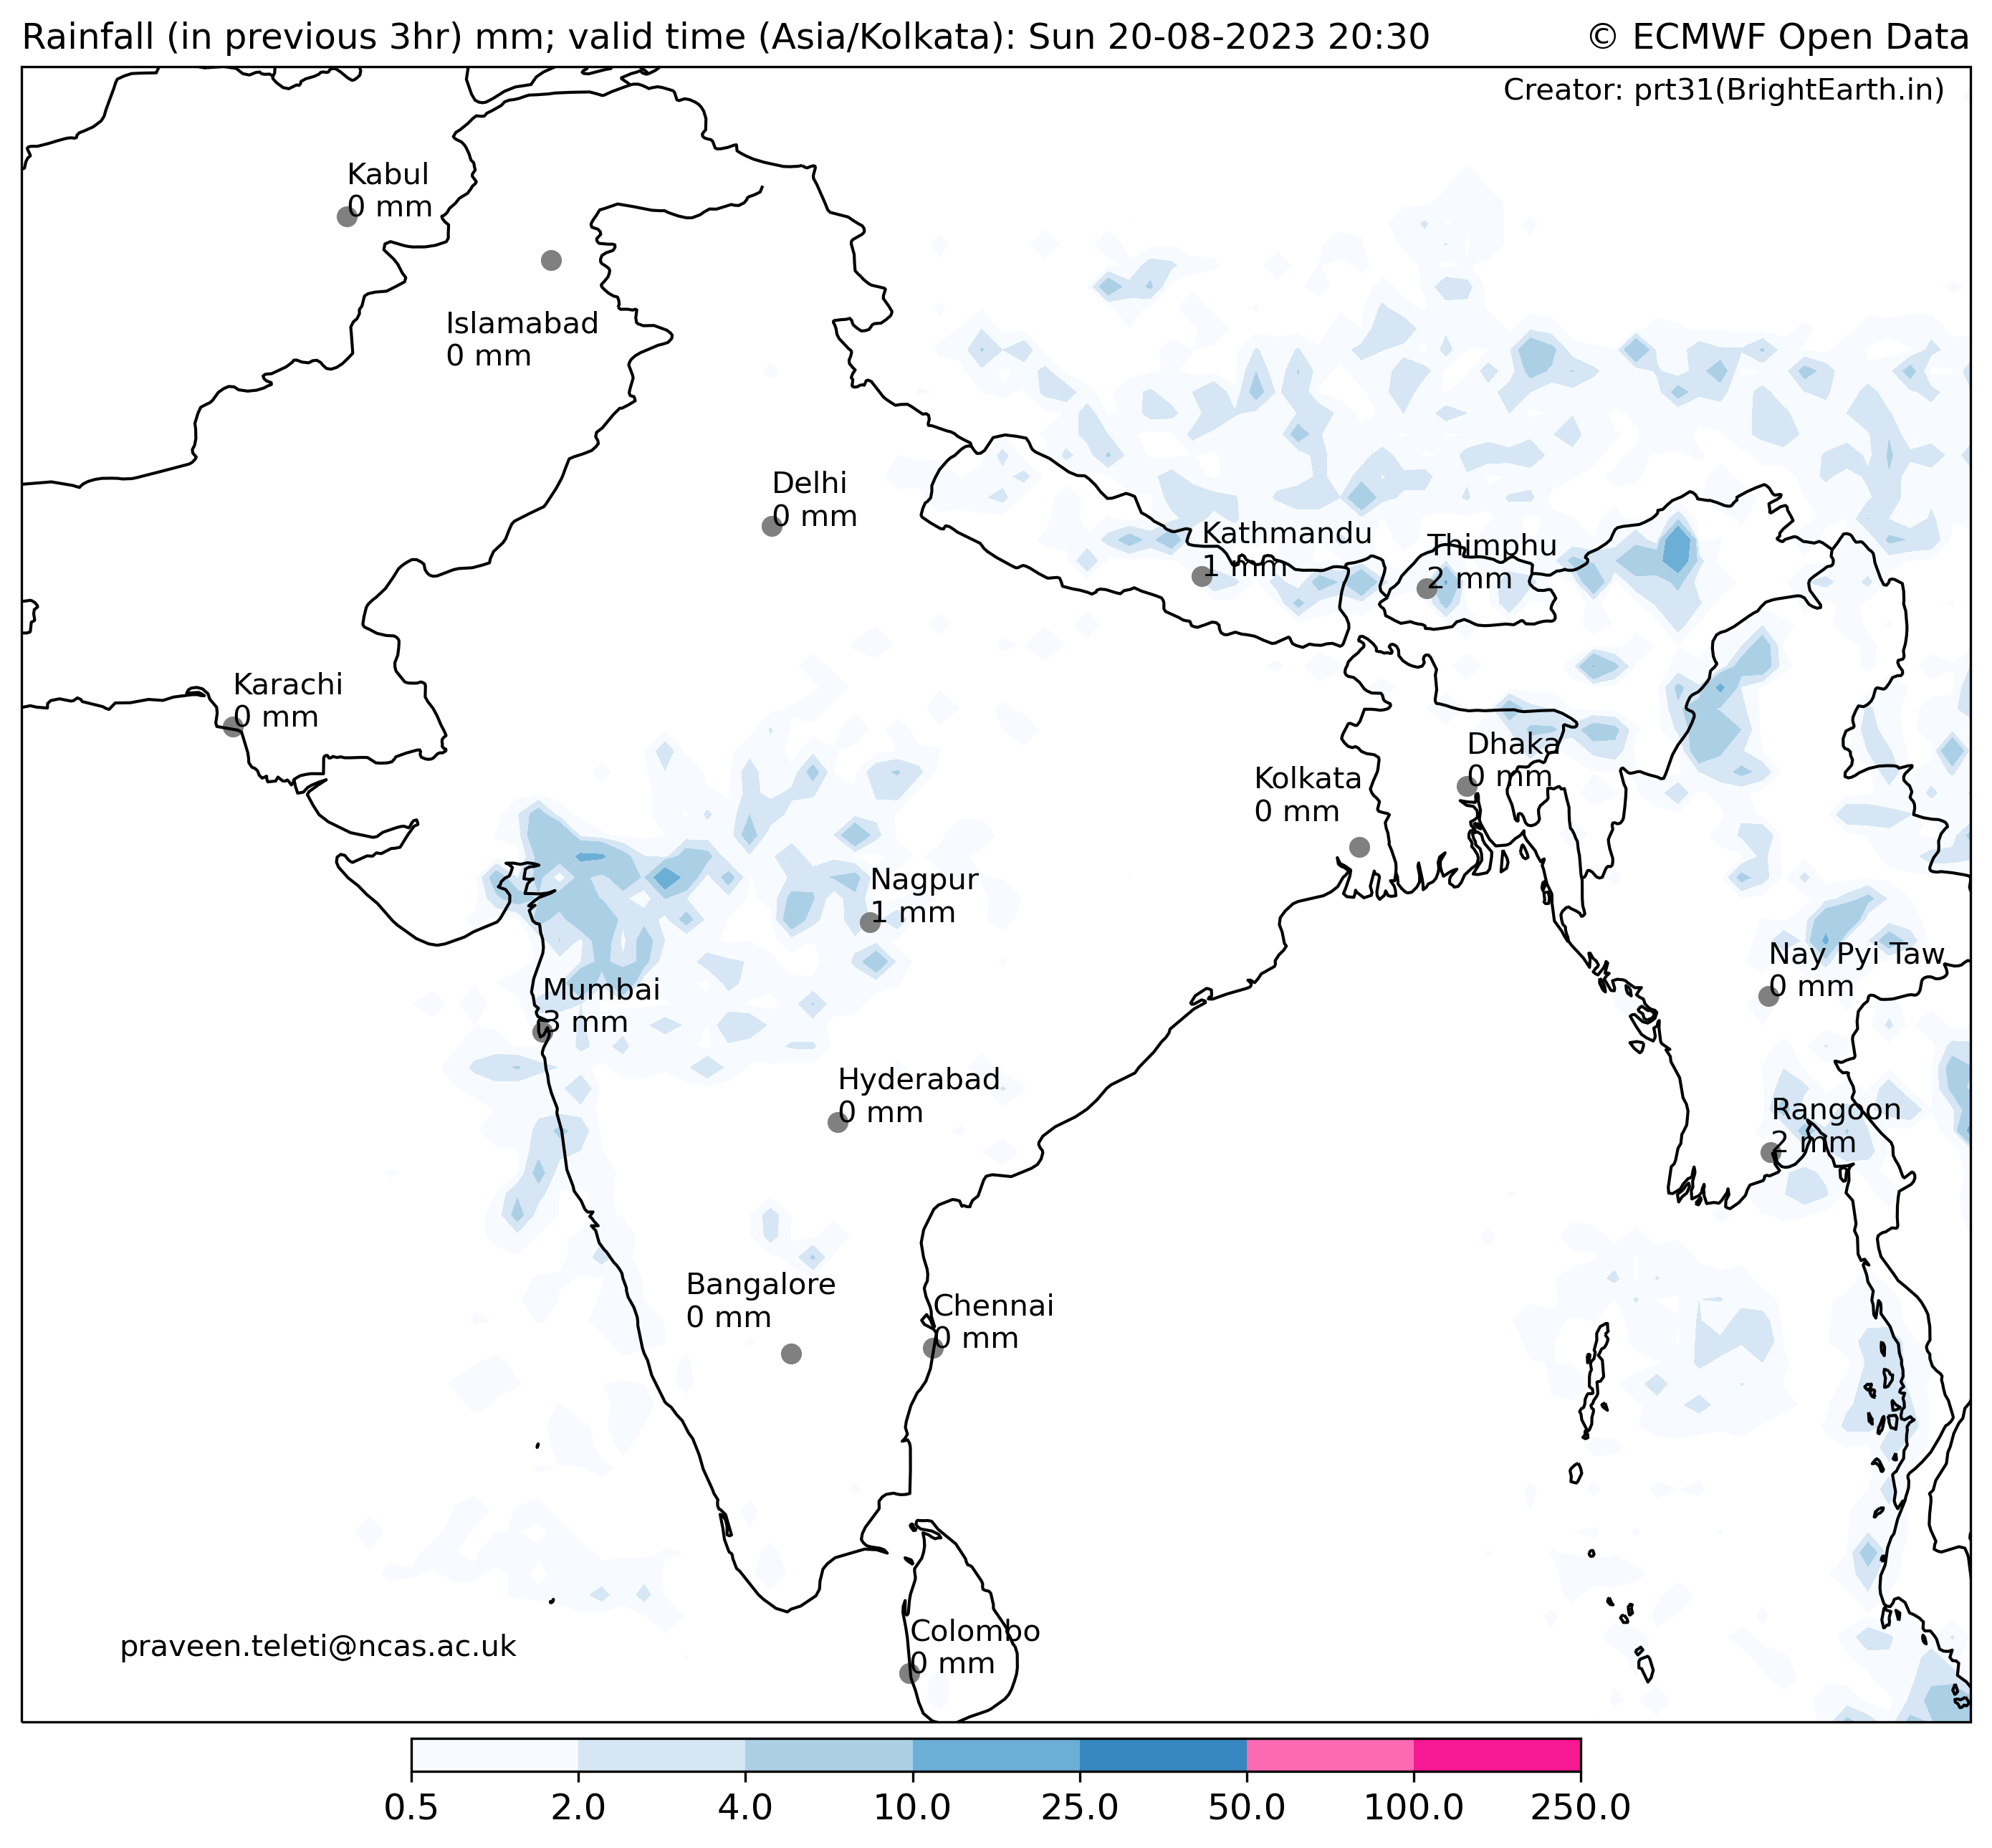 Rainfall (in previous 3hr) mm; valid time (Asia/Kolkata): Sun 20-08-2023 20:30
© ECMWF Open Data
Creator: prt31(BrightEarth.in)
Kabul
0 mm
Islamabad
0 mm
Delhi
0 mm
Kathmandu
1 mm
Thimphu
2 mm
Karachi
0 mm
Dhaka
0 mm
Kolkata
0 mm
Nagpur
1 mm
Nay Pyi Taw
0 mm
Mumbai
3 mm
Hyderabad
0 mm
Rangoon
2 mm
Bangalore
0 mm
Chennai
0 mm
Colombo
0 mm
praveen.teleti@ncas.ac.uk
0.5 2.0 4.0 10.0 25.0 50.0 100.0 250.0